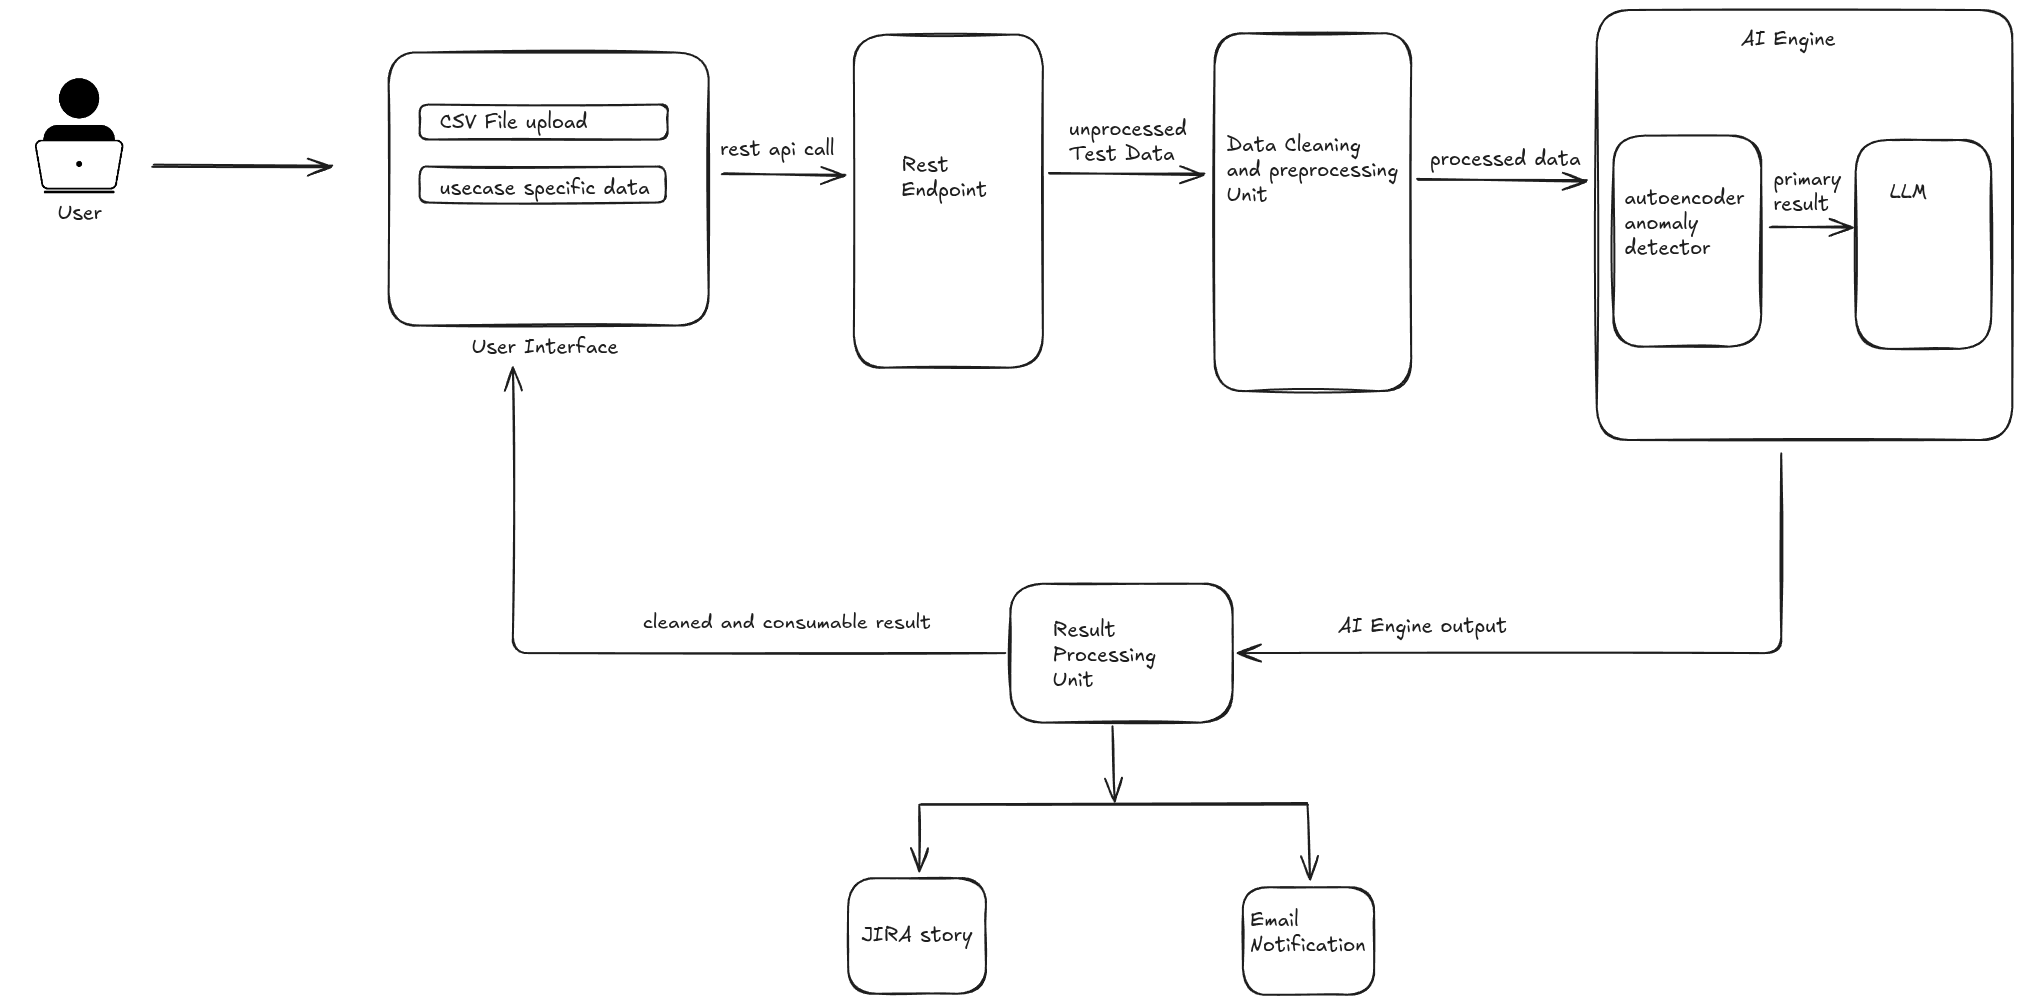 User
CSV File upload
usecase specific data
User Interface
rest api call
Rest
Endpoint
unprocessed
Test Data
Data Cleaning
and preprocessing
Unit
processed data
AI Engine
autoencoder
anomaly
detector
primary
result
LLM
cleaned and consumable result
Result
Processing
Unit
AI Engine output
JIRA story
Email
Notification